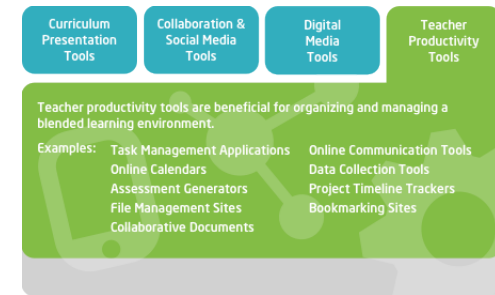 Curriculum
Presentation
Tools
Collaboration &
Social Media
Tools
Digital
Media
Tools
Teacher
Productivity
Tools
Teacher productivity tools are beneficial for organizing and managing a
blended learning environment.
Examples:
Task Management Applications
Online Calendars
Assessment Generators
File Management Sites
Collaborative Documents
Online Communication Tools
Data Collection Tools
Project Timeline Trackers
Bookmarking Sites